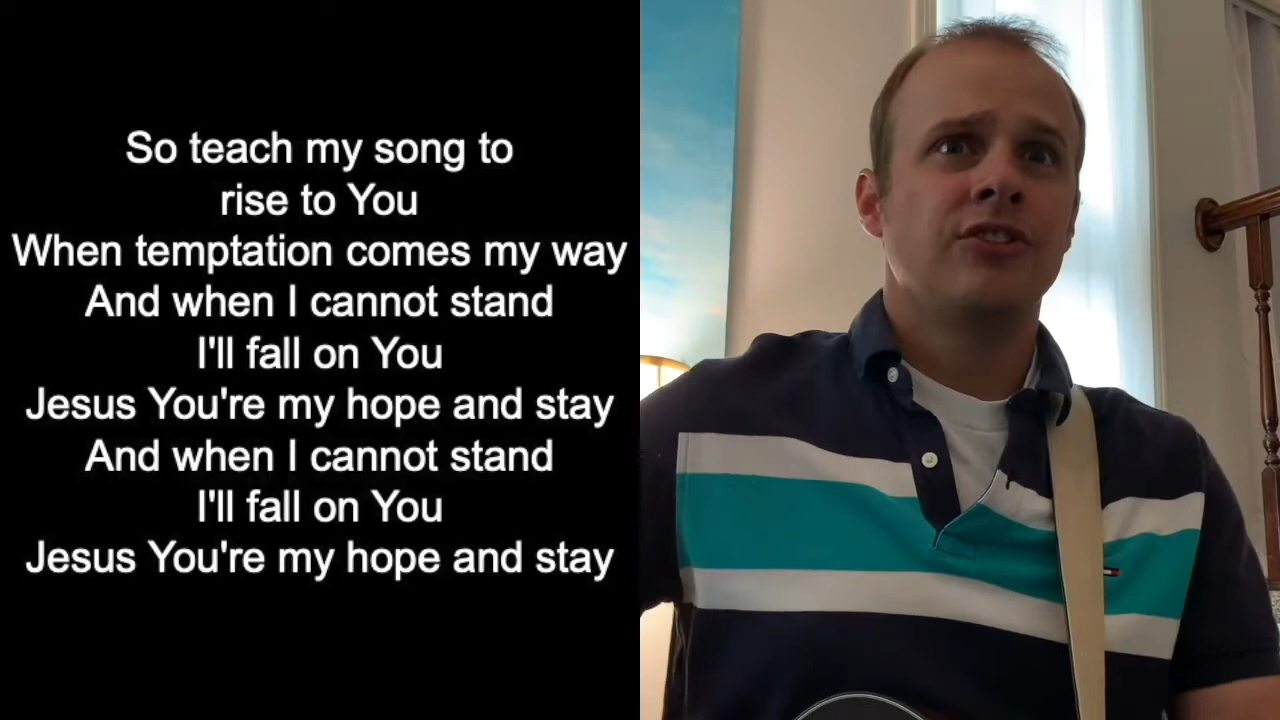 So teach my song to
rise to You
When temptation comes my way
And when I cannot stand
I'll fall on You
Jesus You're my hope and stay
And when I cannot stand
I'll fall on You
Jesus You're my hope and stay